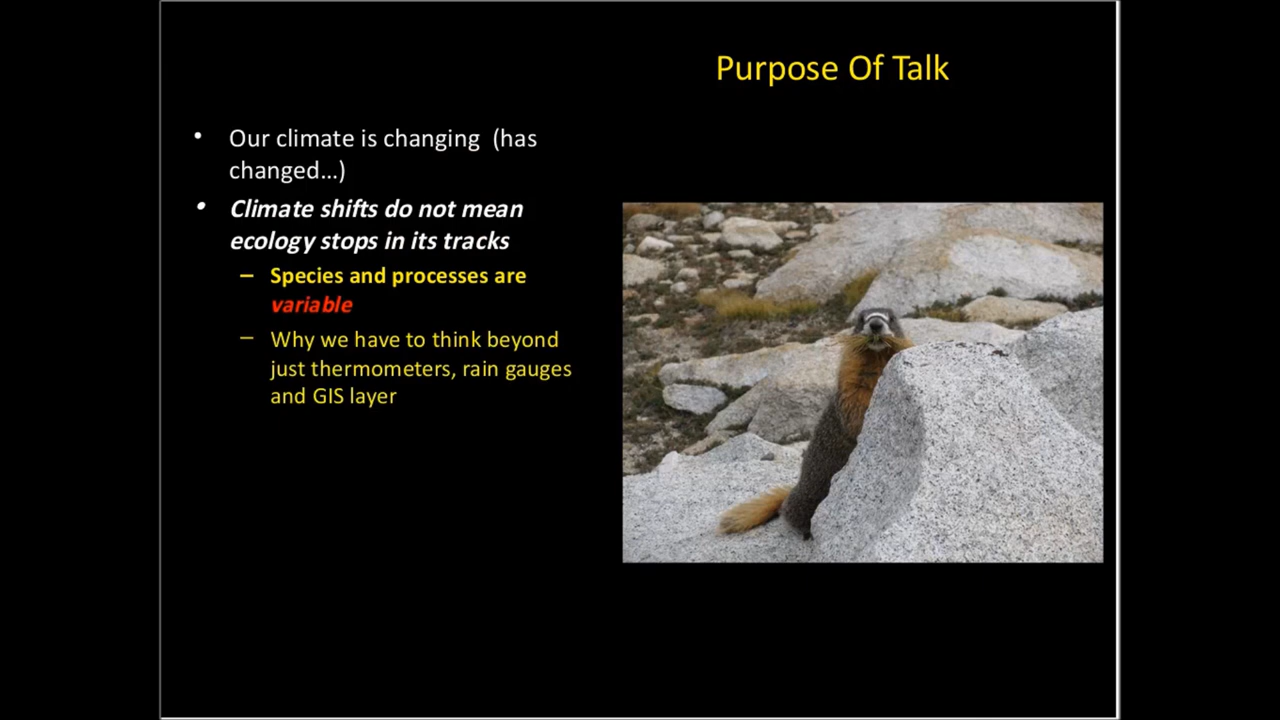 Purpose Of Talk
• Our climate is changing (has
changed...)
• Climate shifts do not mean
ecology stops in its tracks
– Species and processes are
variable
– Why we have to think beyond
just thermometers, rain gauges
and GIS layer